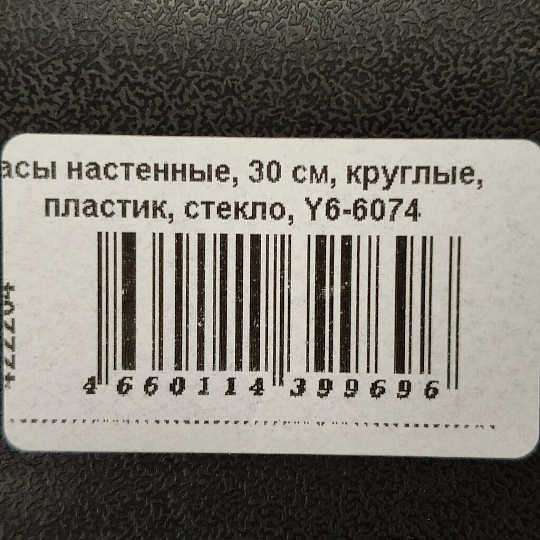 асы настенные, 30 см, круглые,
пластик, стекло, Y6-6074
4 660114 399696